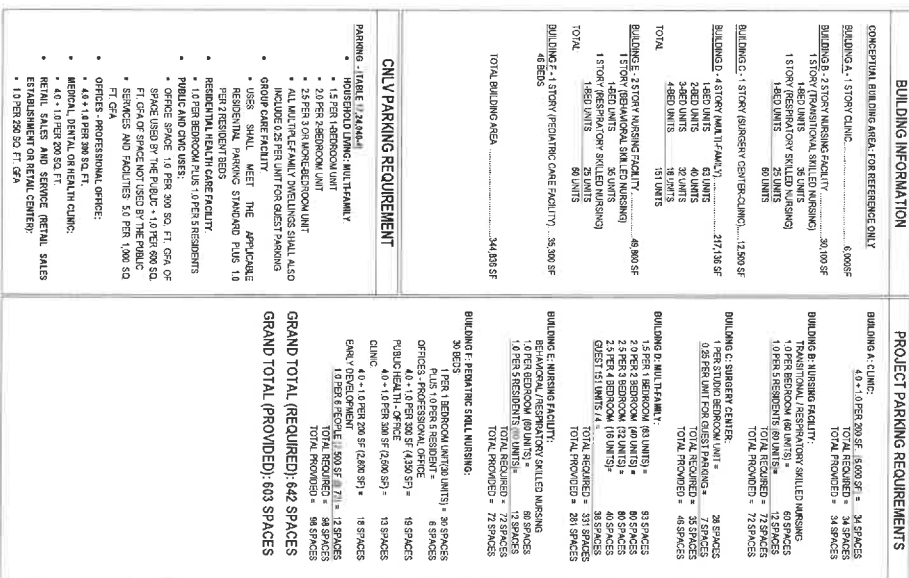 BUILDING INFORMATION
CONCEPTUAL BUILDING AREA: FOR REFERENCE ONLY
BUILDING A - 1 STORY CLINIC 6,000SF
BUILDING B - 2 STORY NURSING FACILITY 30,100 SF
1 STORY (TRANSITIONAL SKILLED NURSING)
1-BED UNITS 35 UNITS
1 STORY (RESPIRATORY SKILLED NURSING)
1-BED UNITS 25 UNITS
TOTAL 60 UNITS
BUILDING C - 1 STORY (SURGERY CENTER-CLINIC) 12,500 SF
BUILDING D - 4 STORY (MULTI-FAMILY) 217,136 SF
1-BED UNITS 63 UNITS
2-BED UNITS 40 UNITS
3-BED UNITS 32 UNITS
4-BED UNITS 16 UNITS
TOTAL 151 UNITS
BUILDING E - 2 STORY NURSING FACILITY 49,800 SF
1 STORY (BEHAVIORAL SKILLED NURSING)
1-BED UNITS 35 UNITS
1 STORY (RESPIRATORY SKILLED NURSING)
1-BED UNITS 25 UNITS
TOTAL 60 UNITS
BUILDING F - 1 STORY (PEDIATRIC CARE FACILITY) 35,300 SF
46 BEDS
TOTAL BUILDING AREA 344,836 SF
CNLV PARKING REQUIREMENT
PARKING - (TABLE
• HOUSEHOLD LIVING: MULTI-FAMILY
• 1.5 PER 1-BEDROOM UNIT
• 2.0 PER 2-BEDROOM UNIT
• 2.5 PER 3 OR MORE-BEDROOM UNIT
• ALL MULTIPLE-FAMILY DWELLINGS SHALL ALSO
INCLUDE 0.25 PER UNIT FOR GUEST PARKING
• GROUP CARE FACILITY
• USES SHALL MEET THE APPLICABLE
RESIDENTIAL PARKING STANDARD PLUS 1.0
PER 2 RESIDENT BEDS
• RESIDENTIAL HEALTH CARE FACILITY:
• 1.0 PER BEDROOM PLUS 1.0 PER 5 RESIDENTS
• PUBLIC AND CIVIC USES:
• OFFICE SPACE 1.0 PER 300 SQ. FT. GFA OF
SPACE USED BY THE PUBLIC + 1.0 PER 600 SQ.
FT. GFA OF SPACE NOT USED BY THE PUBLIC
• SERVICES AND FACILITIES 5.0 PER 1,000 SQ.
FT. GFA
• OFFICES - PROFESSIONAL OFFICE:
• 4.0 + 1.0 PER 300 SQ. FT.
• MEDICAL, DENTAL OR HEALTH CLINIC:
• 4.0 + 1.0 PER 200 SQ. FT.
• RETAIL SALES AND SERVICE (RETAIL SALES
ESTABLISHMENT OR RETAIL CENTER):
• 1.0 PER 250 SQ. FT. GFA
PROJECT PARKING REQUIREMENTS
BUILDING A: CLINIC:
4.0 + 1.0 PER 200 SF (6,000 SF) = 34 SPACES
TOTAL REQUIRED = 34 SPACES
TOTAL PROVIDED = 34 SPACES
BUILDING B: NURSING FACILITY:
TRANSITIONAL / RESPIRATORY SKILLED NURSING
1.0 PER BEDROOM (60 UNITS) = 60 SPACES
1.0 PER 5 RESIDENTS (60 UNITS)= 12 SPACES
TOTAL REQUIRED = 72 SPACES
TOTAL PROVIDED = 72 SPACES
BUILDING C: SURGERY CENTER:
1 PER STUDIO BEDROOM UNIT = 28 SPACES
0.25 PER UNIT FOR GUEST PARKING = 7 SPACES
TOTAL REQUIRED = 35 SPACES
TOTAL PROVIDED = 46 SPACES
BUILDING D: MULTI-FAMILY:
1.5 PER 1 BEDROOM (63 UNITS) = 93 SPACES
2.0 PER 2 BEDROOM (40 UNITS) = 80 SPACES
2.5 PER 3 BEDROOM (32 UNITS) = 80 SPACES
2.5 PER 4 BEDROOM (16 UNITS)= 40 SPACES
GUEST 151 UNITS / 4 = 38 SPACES
TOTAL REQUIRED = 331 SPACES
TOTAL PROVIDED = 281 SPACES
BUILDING E: NURSING FACILITY:
BEHAVIORAL / RESPIRATORY SKILLED NURSING
1.0 PER BEDROOM (60 UNITS) = 60 SPACES
1.0 PER 5 RESIDENTS (60 UNITS)= 12 SPACES
TOTAL REQUIRED = 72 SPACES
TOTAL PROVIDED = 72 SPACES
BUILDING F: PEDIATRIC SKILL NURSING:
30 BEDS
1 PER 1 BEDROOM UNIT(30 UNITS) = 30 SPACES
PLUS 1.0 PER 5 RESIDENT = 6 SPACES
OFFICES - PROFESSIONAL OFFICE
4.0 + 1.0 PER 300 SF (4,350 SF) = 19 SPACES
PUBLIC HEALTH - OFFICE
4.0 + 1.0 PER 300 SF (2,600 SF) = 13 SPACES
CLINIC
4.0 + 1.0 PER 200 SF (2,800 SF) = 18 SPACES
EARLY DEVELOPMENT
1.0 PER 6 PEOPLE 500 SF 7 = 12 SPACES
TOTAL REQUIRED = 98 SPACES
TOTAL PROVIDED = 98 SPACES
GRAND TOTAL (REQUIRED): 642 SPACES
GRAND TOTAL (PROVIDED): 603 SPACES